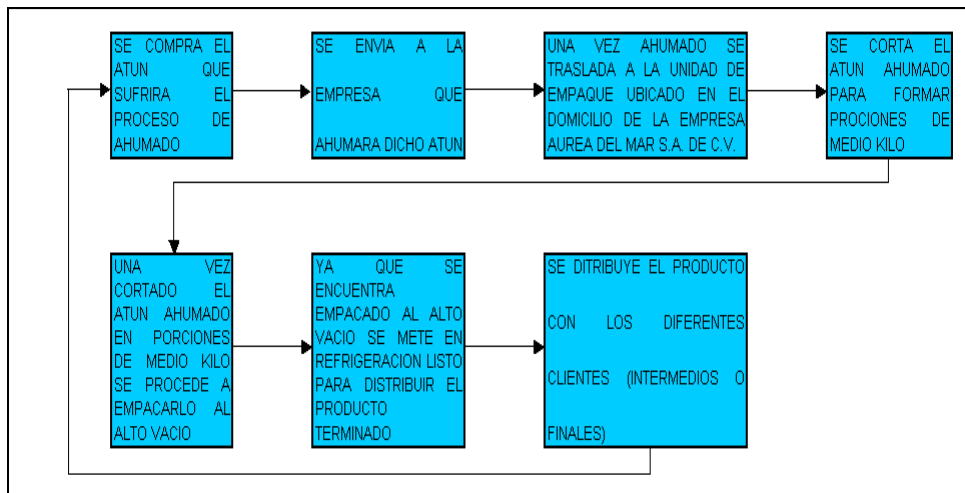 SE COMPRA EL
ATUN QUE
SUFRIRA EL
PROCESO DE
AHUMADO
SE ENVIA A LA
EMPRESA QUE
AHUMARA DICHO ATUN
UNA VEZ AHUMADO SE
TRASLADA A LA UNIDAD DE
EMPAQUE UBICADO EN EL
DOMICILIO DE LA EMPRESA
AUREA DEL MAR S.A. DE C.V.
SE CORTA EL
ATUN AHUMADO
PARA FORMAR
PROCIONES DE
MEDIO KILO
UNA VEZ
CORTADO EL
ATUN AHUMADO
EN PORCIONES
DE MEDIO KILO
SE PROCEDE A
EMPACARLO AL
ALTO VACIO
YA QUE SE
ENCUENTRA
EMPACADO AL ALTO
VACIO SE METE EN
REFRIGERACION LISTO
PARA DISTRIBUIR EL
PRODUCTO
TERMINADO
SE DITRIBUYE EL PRODUCTO
CON LOS DIFERENTES
CLIENTES (INTERMEDIOS O
FINALES)